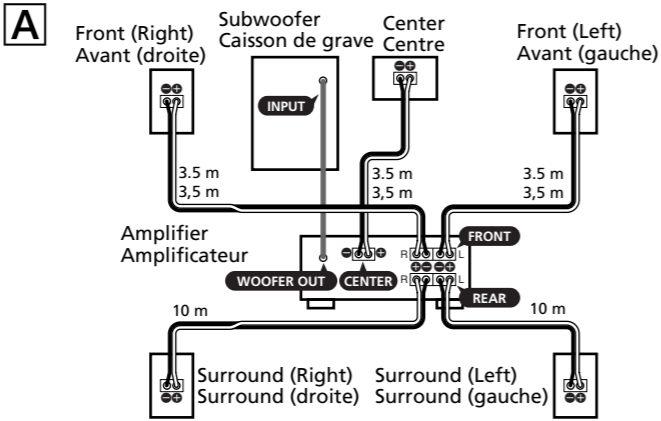 A
Front (Right)
Avant (droite)
Subwoofer
Caisson de grave
Center
Centre
Front (Left)
Avant (gauche)
⊖⊕
⊖⊕
⊖⊕
INPUT
3.5 m
3,5 m
3.5 m
3,5 m
3.5 m
3,5 m
Amplifier
Amplificateur
FRONT
⊖ ⊕
R L
WOOFER OUT
CENTER
⊕⊖ ⊖⊕
R L
REAR
10 m
10 m
⊖⊕
Surround (Right)
Surround (droite)
Surround (Left)
Surround (gauche)
⊖⊕